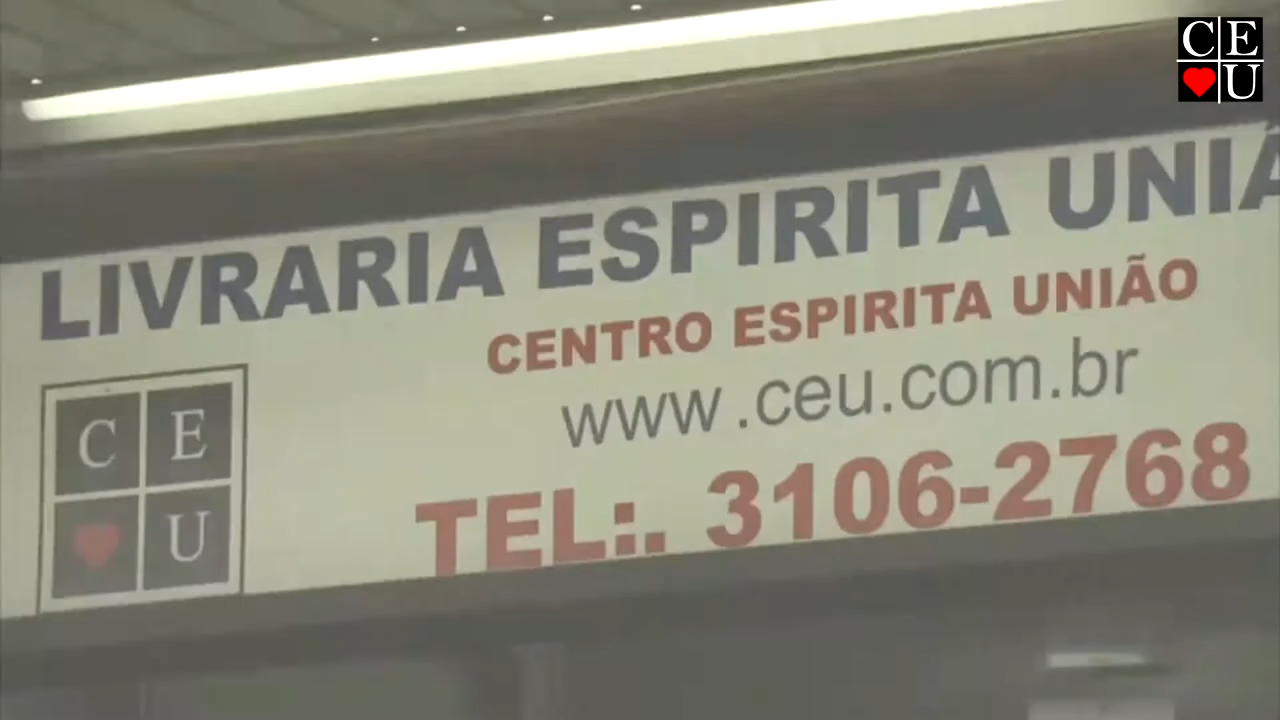 C E
U
LIVRARIA ESPIRITA UNIÃ
CENTRO ESPIRITA UNIÃO
www.ceu.com.br
C E
U
TEL:. 3106-2768